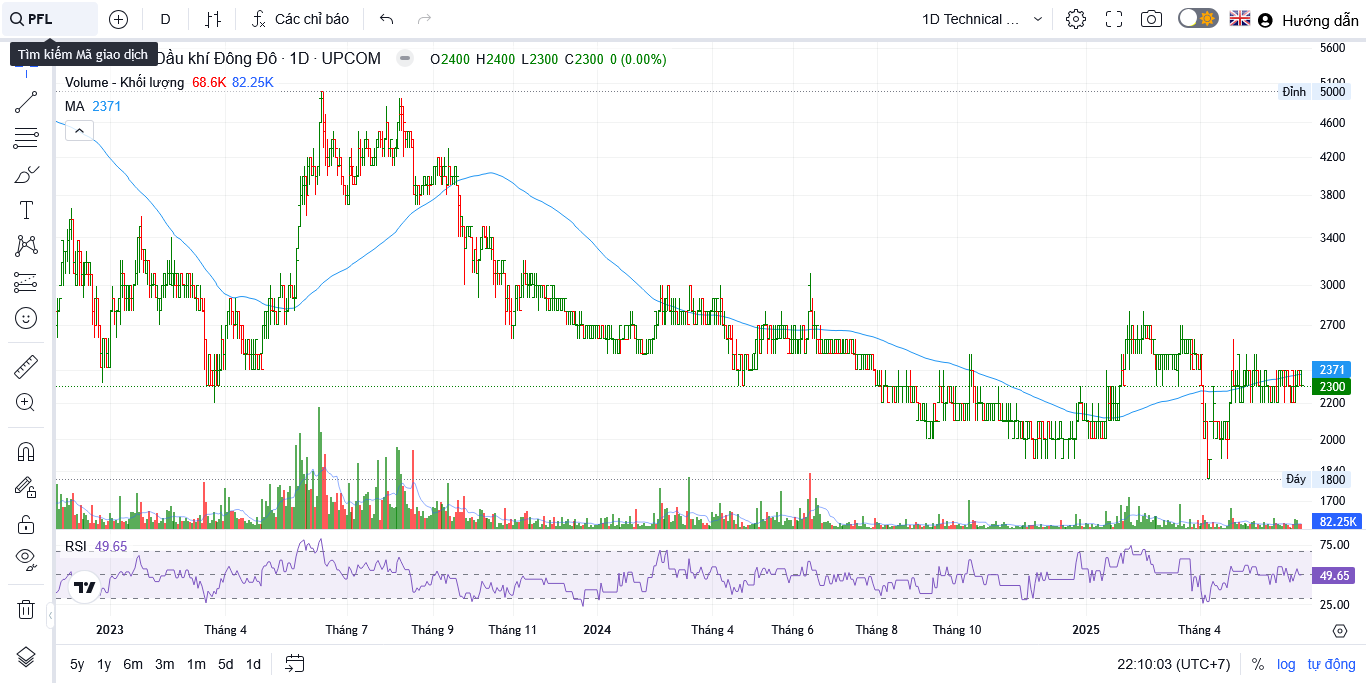 PFL D Các chỉ báo 1D Technical ... Hướng dẫn
Tìm kiếm Mã giao dịch
Dầu khí Đông Đô · 1D · UPCOM O2400 H2400 L2300 C2300 0 (0.00%)
Volume - Khối lượng 68.6K 82.25K
MA 2371
5600
5100
Đỉnh 5000
4600
4200
3800
3400
3000
2700
2371
2300
2200
2000
1840
Đáy 1800
1700
82.25K
RSI 49.65
75.00
49.65
25.00
2023 Tháng 4 Tháng 7 Tháng 9 Tháng 11 2024 Tháng 4 Tháng 6 Tháng 8 Tháng 10 2025 Tháng 4
5y 1y 6m 3m 1m 5d 1d 22:10:03 (UTC+7) % log tự động